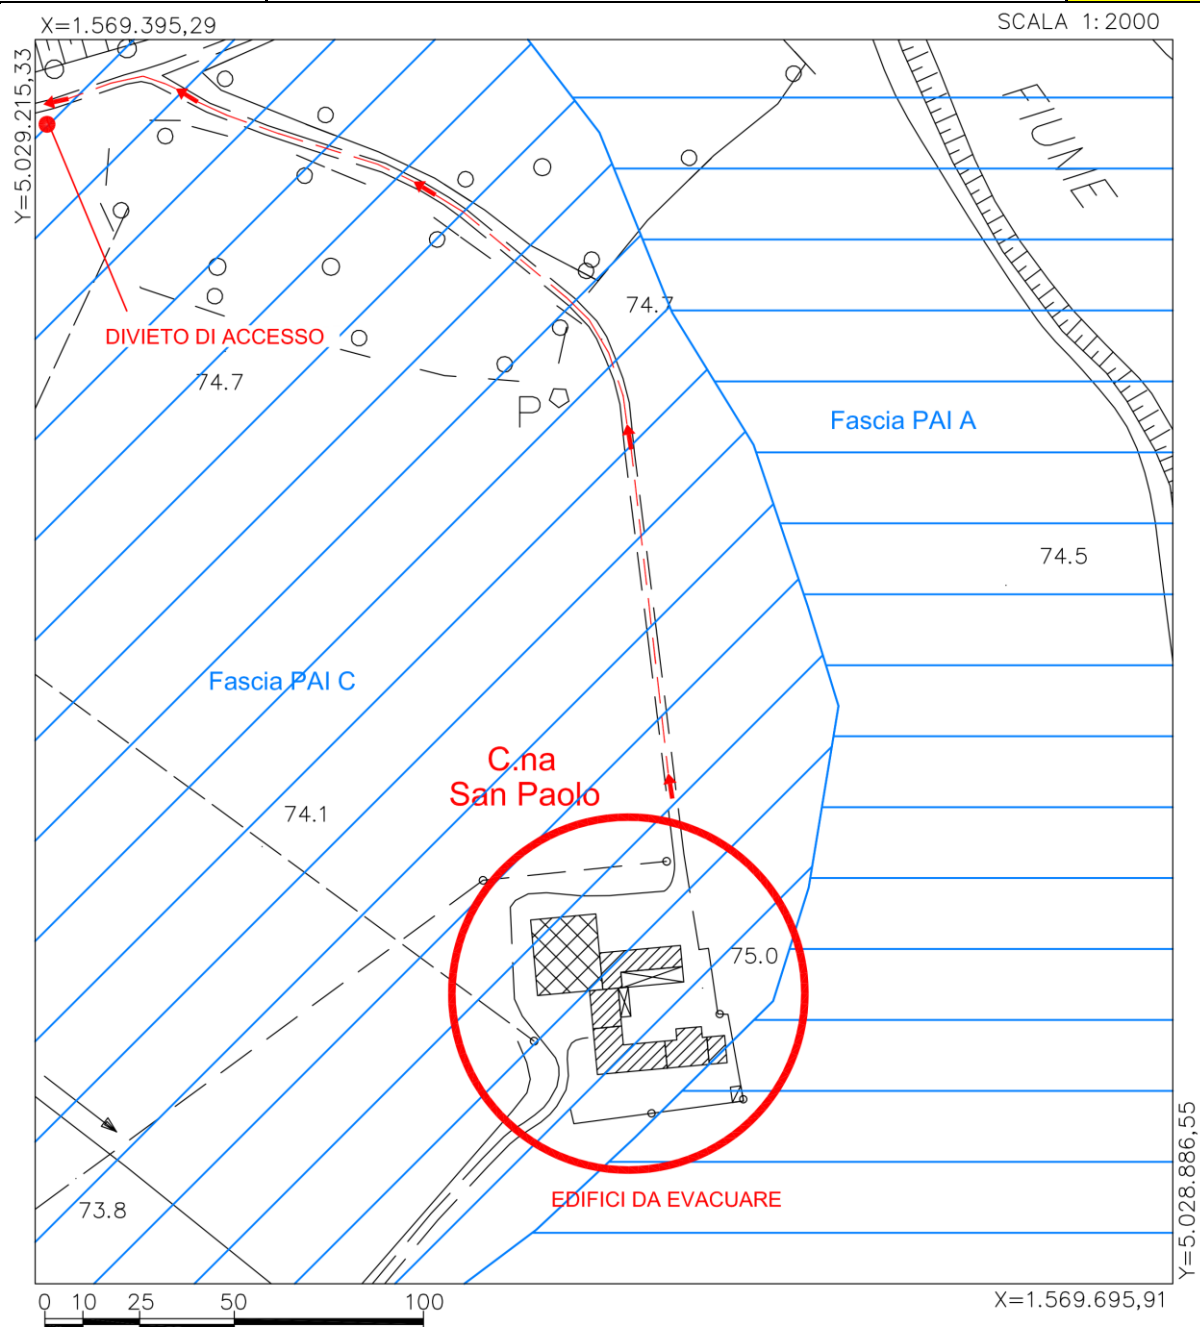 X=1.569.395,29
SCALA 1:2000
Y=5.029.215,33
FIUME
74.7
DIVIETO DI ACCESSO
74.7
P
Fascia PAI A
74.5
Fascia PAI C
C.na
San Paolo
74.1
75.0
EDIFICI DA EVACUARE
73.8
Y=5.028.886,55
X=1.569.695,91
0 10 25 50 100